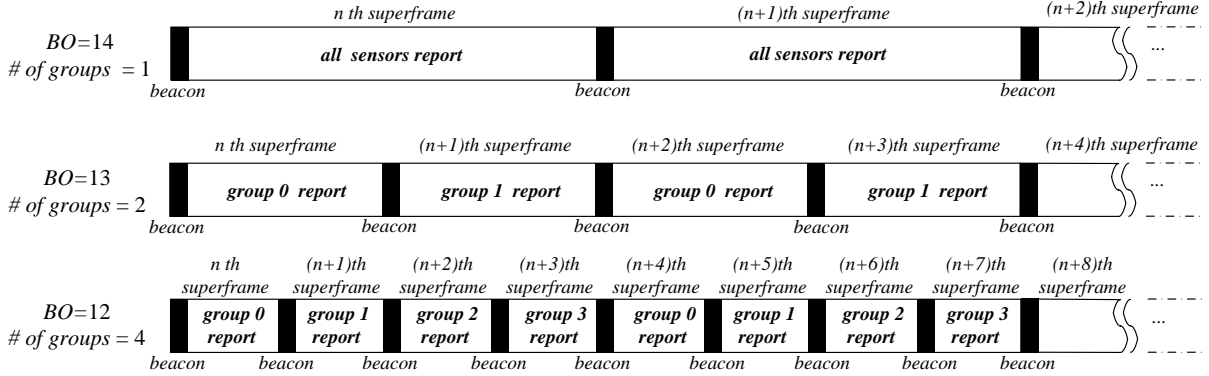 n th superframe
(n+1)th superframe
(n+2)th superframe
BO=14
# of groups = 1
all sensors report
all sensors report
...
beacon
beacon
beacon
n th superframe
(n+1)th superframe
(n+2)th superframe
(n+3)th superframe
(n+4)th superframe
BO=13
# of groups = 2
group 0 report
group 1 report
group 0 report
group 1 report
...
beacon
beacon
beacon
beacon
beacon
n th
superframe
(n+1)th
superframe
(n+2)th
superframe
(n+3)th
superframe
(n+4)th
superframe
(n+5)th
superframe
(n+6)th
superframe
(n+7)th
superframe
(n+8)th
superframe
BO=12
# of groups = 4
group 0
report
group 1
report
group 2
report
group 3
report
group 0
report
group 1
report
group 2
report
group 3
report
...
beacon
beacon
beacon
beacon
beacon
beacon
beacon
beacon
beacon